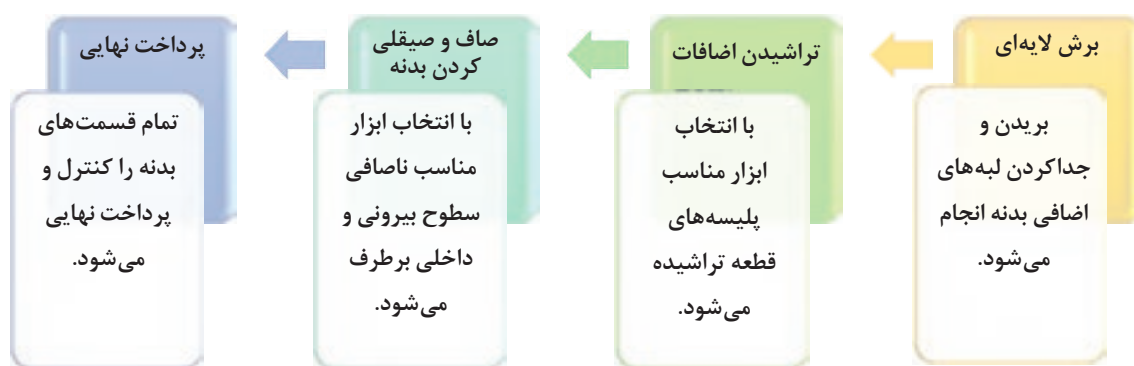 برش لایه‌ای
بریدن و
جداکردن لبه‌های
اضافی بدنه انجام
می‌شود.
تراشیدن اضافات
با انتخاب
ابزار مناسب
پلیسه‌های
قطعه تراشیده
می‌شود.
صاف و صیقلی
کردن بدنه
با انتخاب ابزار
مناسب ناصافی
سطوح بیرونی و
داخلی برطرف
می‌شود.
پرداخت نهایی
تمام قسمت‌های
بدنه را کنترل و
پرداخت نهایی
می‌شود.